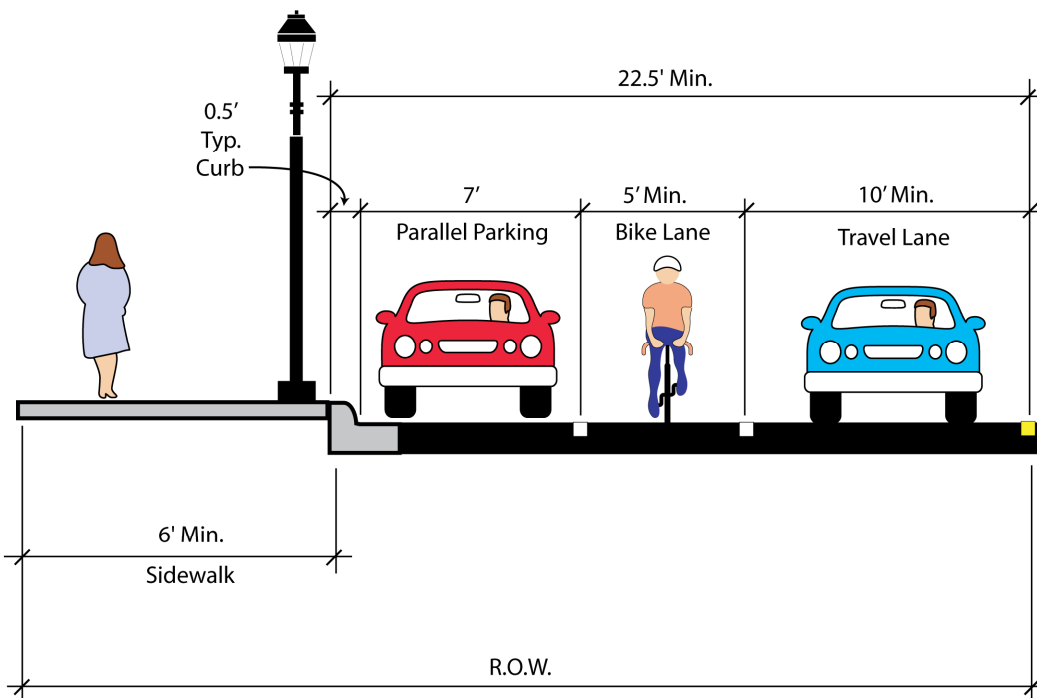 22.5' Min.
0.5′
Typ.
Curb
7′
5′ Min.
10′ Min.
Parallel Parking
Bike Lane
Travel Lane
6' Min.
Sidewalk
R.O.W.